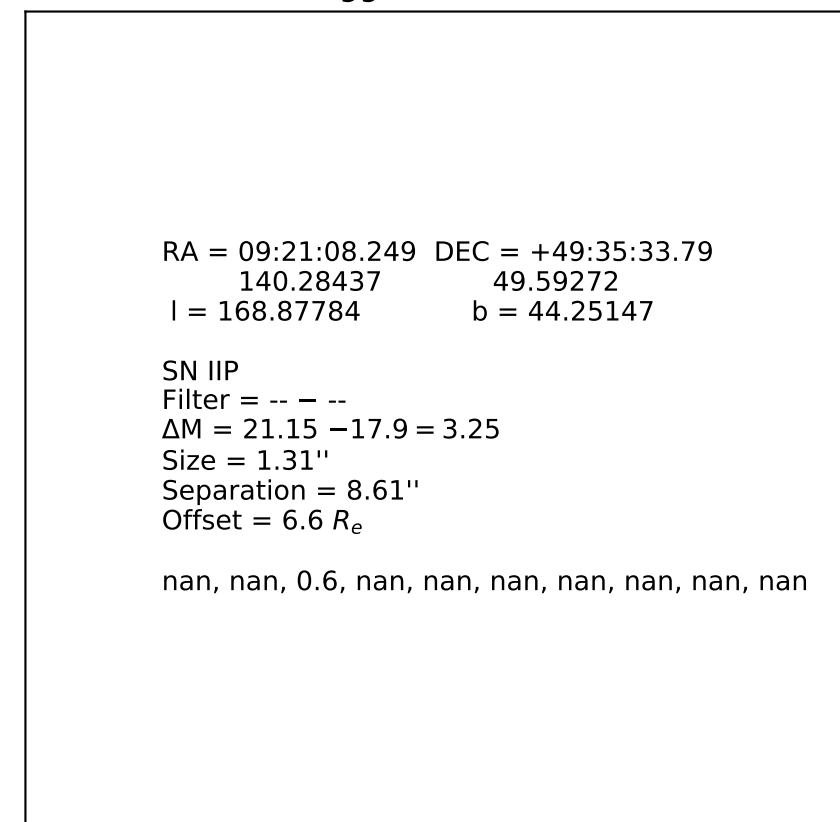 RA = 09:21:08.249 DEC = +49:35:33.79
140.28437 49.59272
l = 168.87784 b = 44.25147
SN IIP
Filter = -- − --
ΔM = 21.15 −17.9 = 3.25
Size = 1.31''
Separation = 8.61''
Offset = 6.6 Re
nan, nan, 0.6, nan, nan, nan, nan, nan, nan, nan